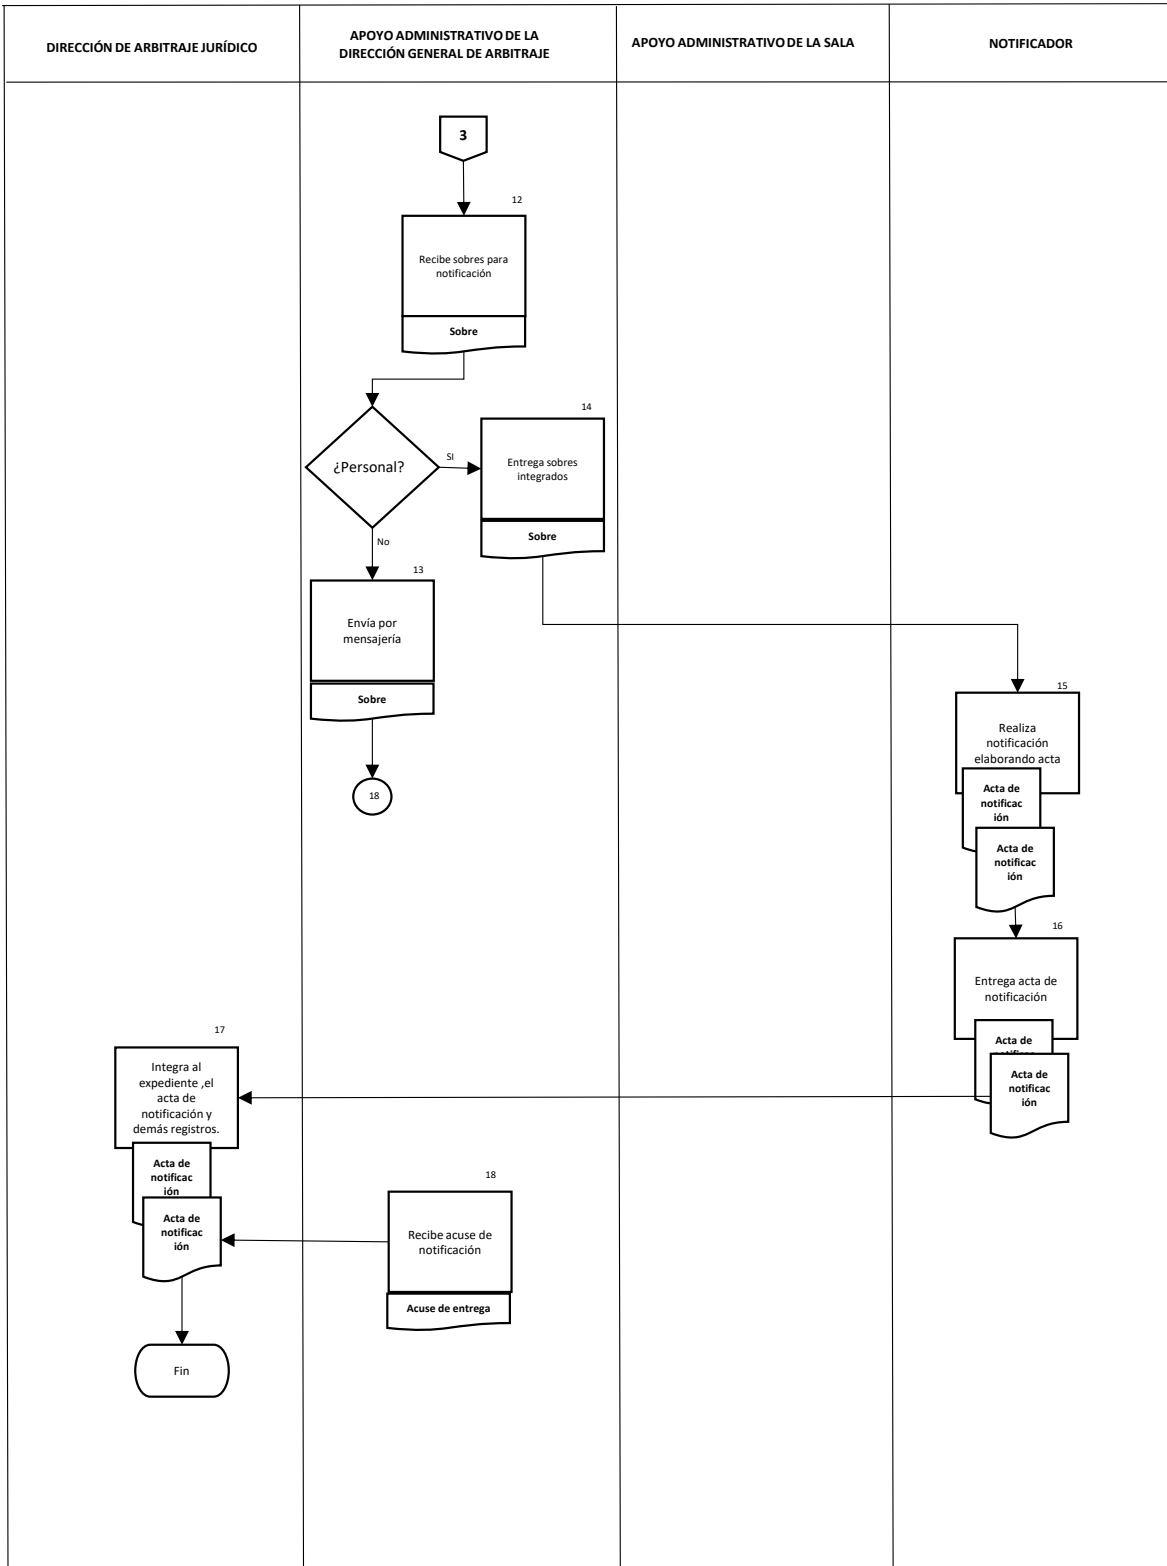 DIRECCIÓN DE ARBITRAJE JURÍDICO
APOYO ADMINISTRATIVO DE LA
DIRECCIÓN GENERAL DE ARBITRAJE
APOYO ADMINISTRATIVO DE LA SALA
NOTIFICADOR
3
12
Recibe sobres para
notificación
Sobre
¿Personal?
SI
14
Entrega sobres
integrados
Sobre
No
13
Envía por
mensajería
Sobre
18
15
Realiza
notificación
elaborando acta
Acta de
notificac
ión
Acta de
notificac
ión
16
Entrega acta de
notificación
Acta de
notificac
Acta de
notificac
ión
17
Integra al
expediente ,el
acta de
notificación y
demás registros.
Acta de
notificac
ión
Acta de
notificac
ión
18
Recibe acuse de
notificación
Acuse de entrega
Fin